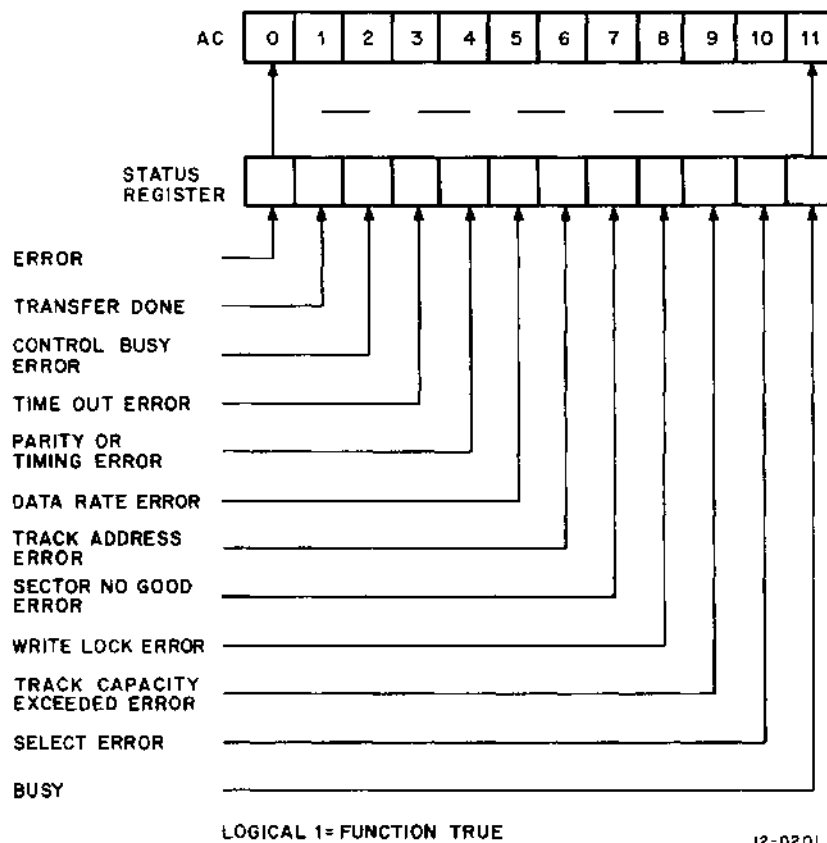 AC 0 1 2 3 4 5 6 7 8 9 10 11
STATUS
REGISTER
ERROR
TRANSFER DONE
CONTROL BUSY
ERROR
TIME OUT ERROR
PARITY OR
TIMING ERROR
DATA RATE ERROR
TRACK ADDRESS
ERROR
SECTOR NO GOOD
ERROR
WRITE LOCK ERROR
TRACK CAPACITY
EXCEEDED ERROR
SELECT ERROR
BUSY
LOGICAL 1= FUNCTION TRUE
12-0201